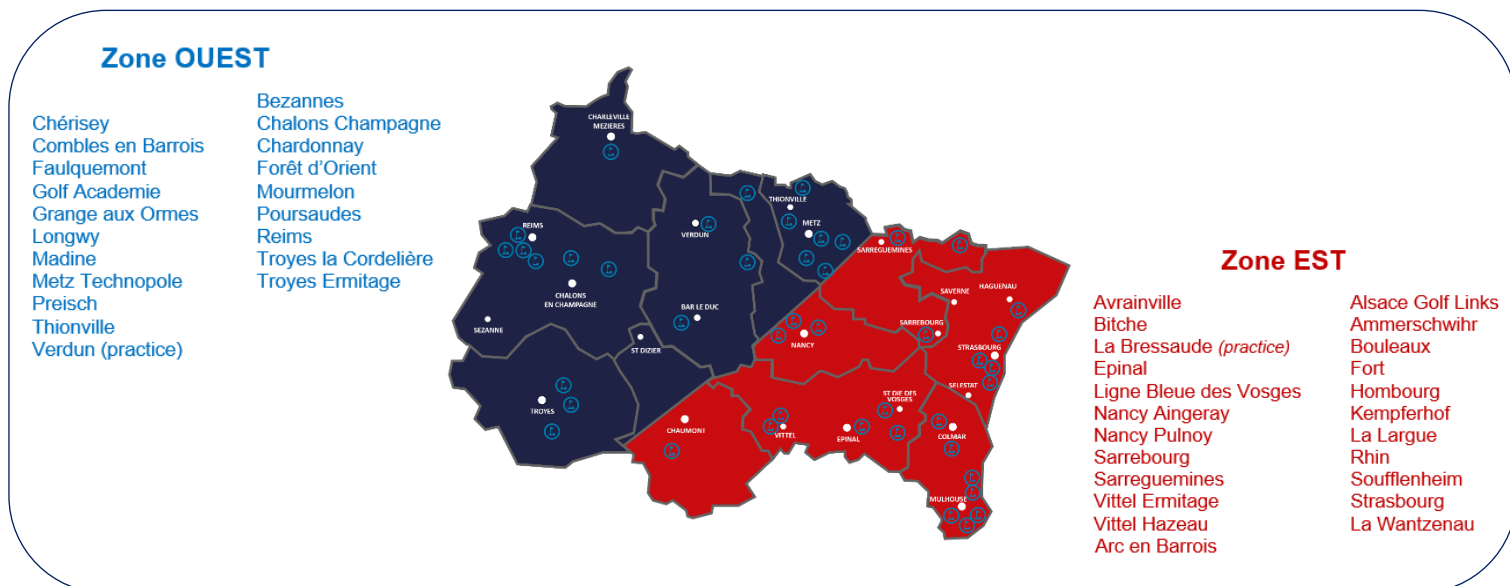 Zone OUEST
Chérisey
Combles en Barrois
Faulquemont
Golf Academie
Grange aux Ormes
Longwy
Madine
Metz Technopole
Preisch
Thionville
Verdun (practice)
Bezannes
Chalons Champagne
Chardonnay
Forêt d'Orient
Mourmelon
Poursaudes
Reims
Troyes la Cordelière
Troyes Ermitage
CHARLEVILLE
MEZIERES
THIONVILLE
METZ
VERDUN
REIMS
SARREGUEMINES
CHALONS
EN CHAMPAGNE
SEZANNE
BAR LE DUC
ST DIZIER
SAVERNE
HAGUENAU
SARREBOURG
NANCY
STRASBOURG
SELESTAT
TROYES
CHAUMONT
VITTEL
EPINAL
ST DIE DES
VOSGES
COLMAR
MULHOUSE
Zone EST
Avrainville
Bitche
La Bressaude (practice)
Epinal
Ligne Bleue des Vosges
Nancy Aingeray
Nancy Pulnoy
Sarrebourg
Sarreguemines
Vittel Ermitage
Vittel Hazeau
Arc en Barrois
Alsace Golf Links
Ammerschwihr
Bouleaux
Fort
Hombourg
Kempferhof
La Largue
Rhin
Soufflenheim
Strasbourg
La Wantzenau